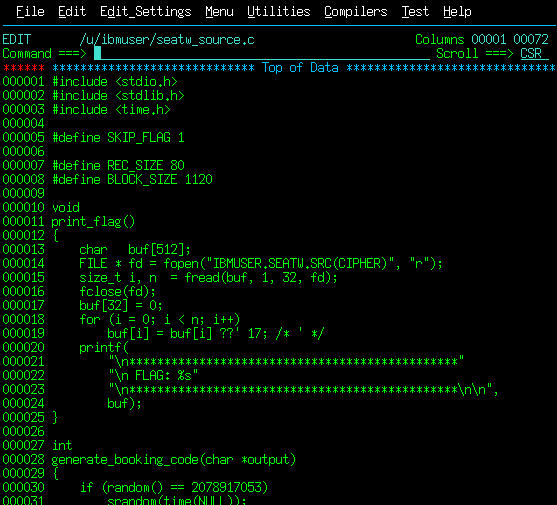 File Edit Edit_Settings Menu Utilities Compilers Test Help
EDIT /u/ibmuser/seatw_source.c Columns 00001 00072
Command ===> Scroll ===> CSR
****** **************************** Top of Data ******************************
000001 #include <stdio.h>
000002 #include <stdlib.h>
000003 #include <time.h>
000004
000005 #define SKIP_FLAG 1
000006
000007 #define REC_SIZE 80
000008 #define BLOCK_SIZE 1120
000009
000010 void
000011 print_flag()
000012 {
000013     char   buf[512];
000014     FILE * fd = fopen("IBMUSER.SEATW.SRC(CIPHER)", "r");
000015     size_t i, n  = fread(buf, 1, 32, fd);
000016     fclose(fd);
000017     buf[32] = 0;
000018     for (i = 0; i < n; i++)
000019         buf[i] = buf[i] ??' 17; /* ' */
000020     printf(
000021         "\n************************************************"
000022         "\n FLAG: %s"
000023         "\n************************************************\n\n",
000024         buf);
000025 }
000026
000027 int
000028 generate_booking_code(char *output)
000029 {
000030     if (random() == 2078917053)
000031         srandom(time(NULL));